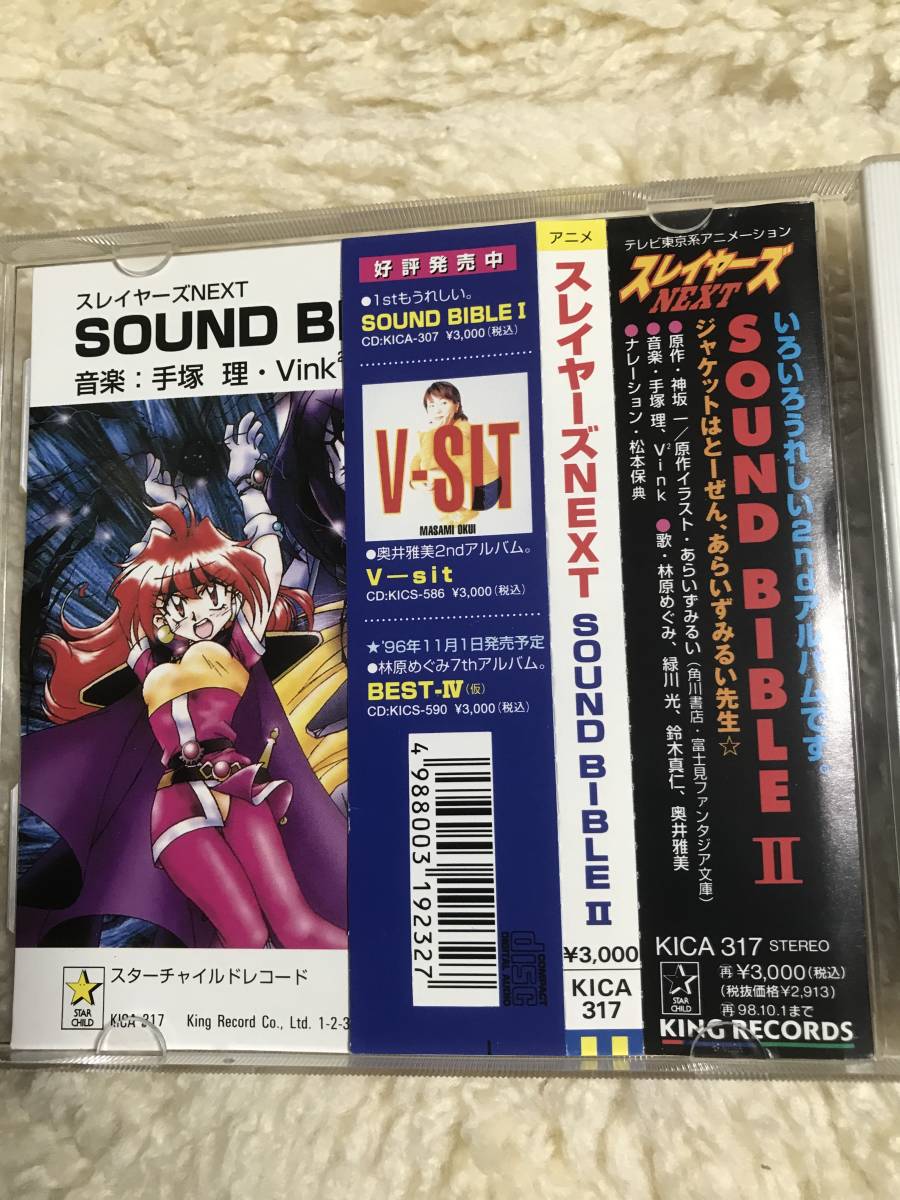 スレイヤーズNEXT
SOUND BI
音楽：手塚 理・Vink²
STAR CHILD
スターチャイルドレコード
KICA 317 King Record Co., Ltd. 1-2-3
好評発売中
●1stもうれしい。
SOUND BIBLE I
CD:KICA-307 ¥3,000(税込)
V-SIT
MASAMI OKUI
●奥井雅美2ndアルバム。
V—sit
CD:KICS-586 ¥3,000(税込)
★'96年11月1日発売予定
●林原めぐみ7thアルバム。
BEST-Ⅳ(仮)
CD:KICS-590 ¥3,000(税込)
4988003192327
COMPACT
disc
DIGITAL AUDIO
アニメ
スレイヤーズNEXT SOUND BIBLE II
¥3,000
KICA
317
テレビ東京系アニメーション
スレイヤーズ
NEXT
いろいろうれしい2ndアルバムです。
SOUND BIBLE II
ジャケットはとーぜん、あらいずみるい先生☆
●原作・神坂 一／原作イラスト・あらいずみるい(角川書店・富士見ファンタジア文庫)
●音楽・手塚 理、V²ink ●歌・林原めぐみ、緑川 光、鈴木真仁、奥井雅美
●ナレーション・松本保典
KICA 317 STEREO
STAR CHILD
再¥3,000(税込)
(税抜価格¥2,913)
再98.10.1まで
KING RECORDS